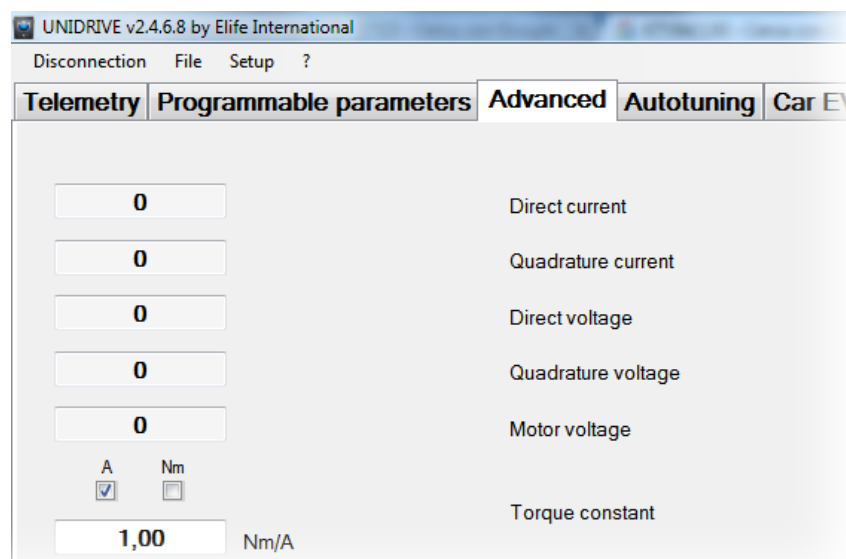 UNIDRIVE v2.4.6.8 by Elife International
Disconnection File Setup ?
Telemetry Programmable parameters Advanced Autotuning Car
0 Direct current
0 Quadrature current
0 Direct voltage
0 Quadrature voltage
0 Motor voltage
A Nm
Torque constant
1,00 Nm/A